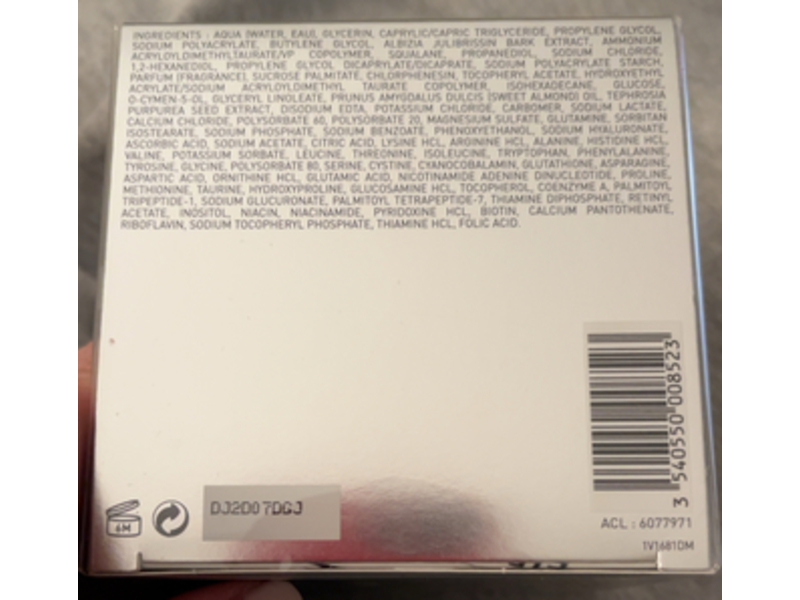 INGREDIENTS : AQUA (WATER, EAU), GLYCERIN, CAPRYLIC/CAPRIC TRIGLYCERIDE, PROPYLENE GLYCOL,
SODIUM POLYACRYLATE, BUTYLENE GLYCOL, ALBIZIA JULIBRISSIN BARK EXTRACT, AMMONIUM
ACRYLOYLDIMETHYLTAURATE/VP COPOLYMER, SQUALANE, PROPANEDIOL, SODIUM CHLORIDE,
1,2-HEXANEDIOL, PROPYLENE GLYCOL DICAPRYLATE/DICAPRATE, SODIUM POLYACRYLATE STARCH,
PARFUM (FRAGRANCE), SUCROSE PALMITATE, CHLORPHENESIN, TOCOPHERYL ACETATE, HYDROXYETHYL
ACRYLATE/SODIUM ACRYLOYLDIMETHYL TAURATE COPOLYMER, ISOHEXADECANE, GLUCOSE,
O-CYMEN-5-OL, GLYCERYL LINOLEATE, PRUNUS AMYGDALUS DULCIS (SWEET ALMOND) OIL, TEPHROSIA
PURPUREA SEED EXTRACT, DISODIUM EDTA, POTASSIUM CHLORIDE, CARBOMER, SODIUM LACTATE,
CALCIUM CHLORIDE, POLYSORBATE 60, POLYSORBATE 20, MAGNESIUM SULFATE, GLUTAMINE, SORBITAN
ISOSTEARATE, SODIUM PHOSPHATE, SODIUM BENZOATE, PHENOXYETHANOL, SODIUM HYALURONATE,
ASCORBIC ACID, SODIUM ACETATE, CITRIC ACID, LYSINE HCL, ARGININE HCL, ALANINE, HISTIDINE HCL,
VALINE, POTASSIUM SORBATE, LEUCINE, THREONINE, ISOLEUCINE, TRYPTOPHAN, PHENYLALANINE,
TYROSINE, GLYCINE, POLYSORBATE 80, SERINE, CYSTINE, CYANOCOBALAMIN, GLUTATHIONE, ASPARAGINE,
ASPARTIC ACID, ORNITHINE HCL, GLUTAMIC ACID, NICOTINAMIDE ADENINE DINUCLEOTIDE, PROLINE,
METHIONINE, TAURINE, HYDROXYPROLINE, GLUCOSAMINE HCL, TOCOPHEROL, COENZYME A, PALMITOYL
TRIPEPTIDE-1, SODIUM GLUCURONATE, PALMITOYL TETRAPEPTIDE-7, THIAMINE DIPHOSPHATE, RETINYL
ACETATE, INOSITOL, NIACIN, NIACINAMIDE, PYRIDOXINE HCL, BIOTIN, CALCIUM PANTOTHENATE,
RIBOFLAVIN, SODIUM TOCOPHERYL PHOSPHATE, THIAMINE HCL, FOLIC ACID.
3 540550 008523
6M
DJ2D07DGJ
ACL : 6077971
1V1681DM